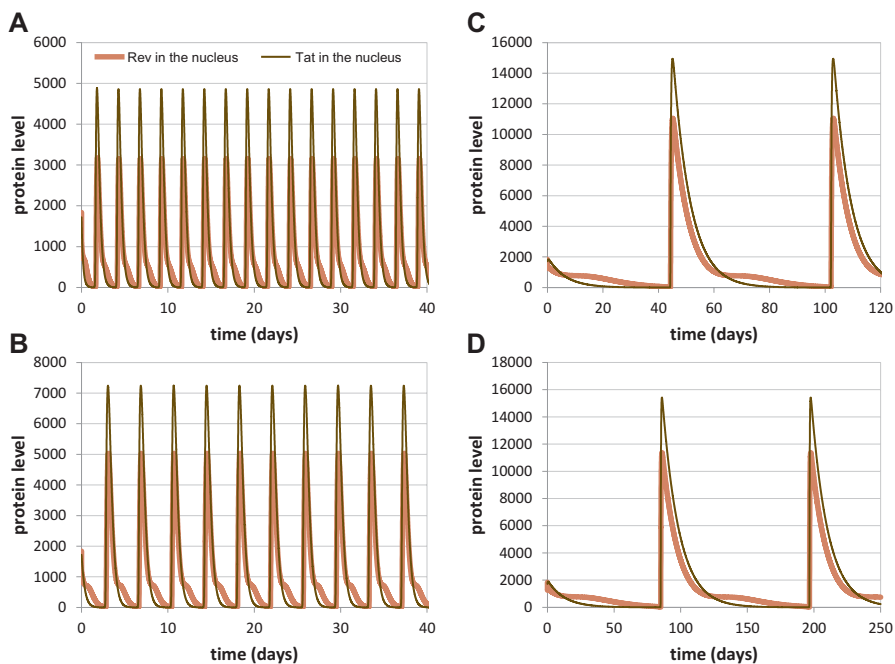 A
6000
5000
4000
3000
2000
1000
0
protein level
Rev in the nucleus
Tat in the nucleus
0 10 20 30 40
time (days)
C
16000
14000
12000
10000
8000
6000
4000
2000
0
protein level
0 20 40 60 80 100 120
time (days)
B
8000
7000
6000
5000
4000
3000
2000
1000
0
protein level
0 10 20 30 40
time (days)
D
18000
16000
14000
12000
10000
8000
6000
4000
2000
0
protein level
0 50 100 150 200 250
time (days)